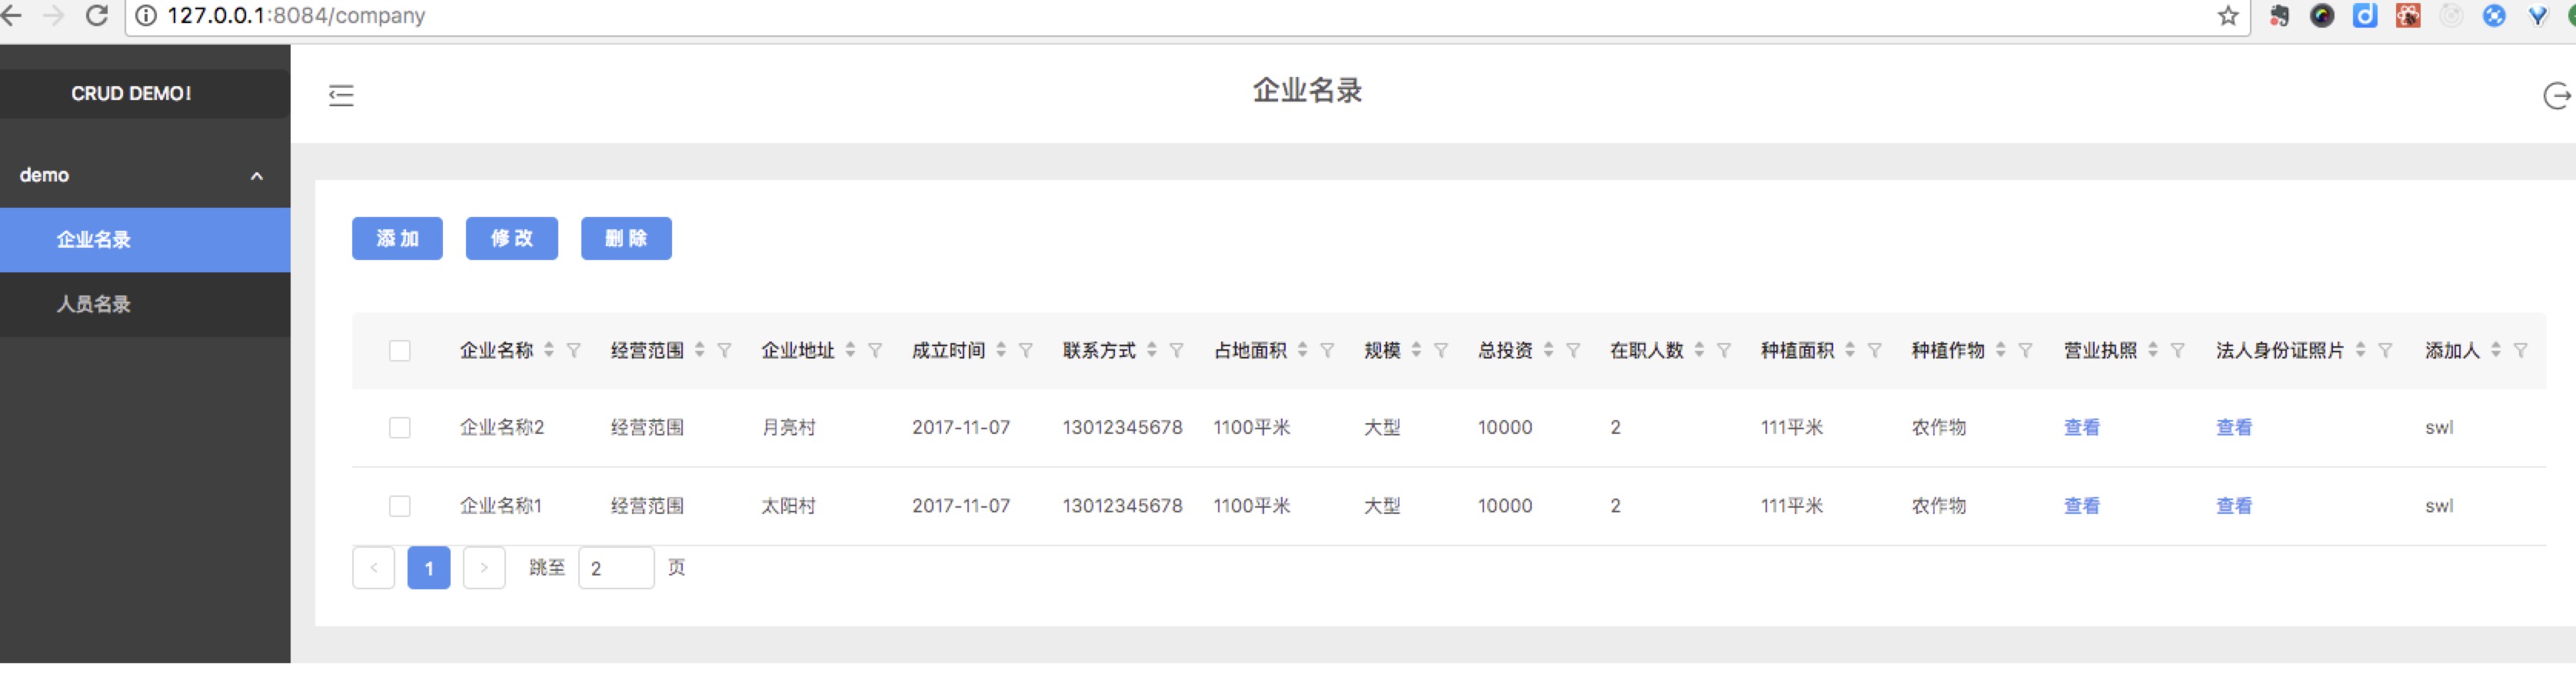 127.0.0.1:8084/company
CRUD DEMO!
企业名录
demo
企业名录
人员名录
添 加 修 改 删 除
企业名称 经营范围 企业地址 成立时间 联系方式 占地面积 规模 总投资 在职人数 种植面积 种植作物 营业执照 法人身份证照片 添加人
企业名称2 经营范围 月亮村 2017-11-07 13012345678 1100平米 大型 10000 2 111平米 农作物 查看 查看 swl
企业名称1 经营范围 太阳村 2017-11-07 13012345678 1100平米 大型 10000 2 111平米 农作物 查看 查看 swl
< 1 > 跳至 2 页